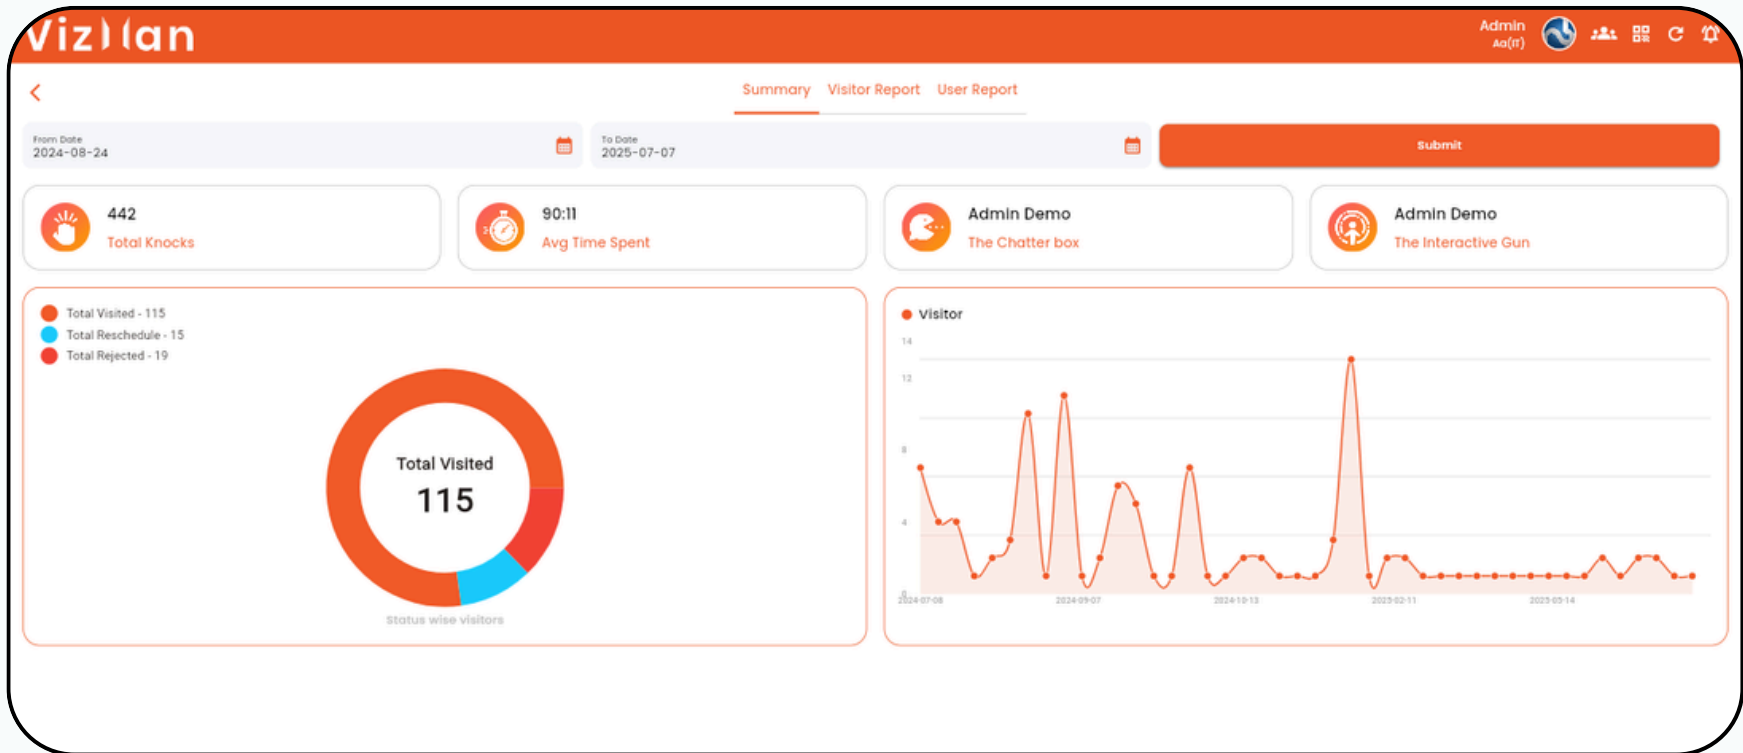 VizMan
Admin
Aa(IT)
Summary Visitor Report User Report
From Date
2024-08-24
To Date
2025-07-07
Submit
442
Total Knocks
90:11
Avg Time Spent
Admin Demo
The Chatter box
Admin Demo
The Interactive Gun
Total Visited - 115
Total Reschedule - 15
Total Rejected - 19
Total Visited
115
Status wise visitors
Visitor
14
12
8
4
0
2024-07-08 2024-09-07 2024-10-13 2025-02-11 2025-05-14